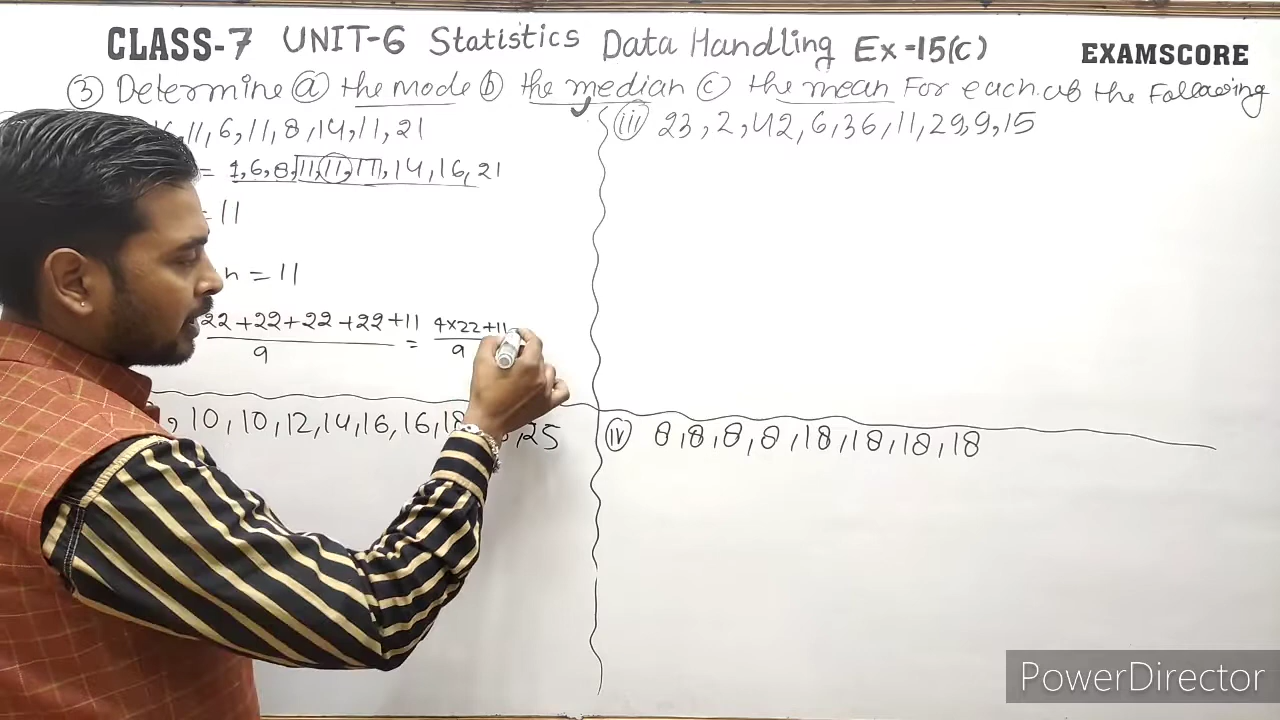 CLASS-7 UNIT-6 Statistics Data Handling Ex-15(C)
EXAMSCORE
③ Determine ⓐ the mode ⓑ the median ⓒ the mean For each of the Following
11, 6, 11, 8, 14, 11, 21
= 1, 6, 8, 11, 11, 11, 14, 16, 21
= 11
n = 11
22 + 22 + 22 + 22 + 11 / 9 = 4×22+11 / 9
10, 10, 12, 14, 16, 16, 18, ,25
iii 23, 2, 42, 6, 36, 11, 29, 9, 15
iv 8, 8, 8, 8, 18, 18, 18, 18
PowerDirector